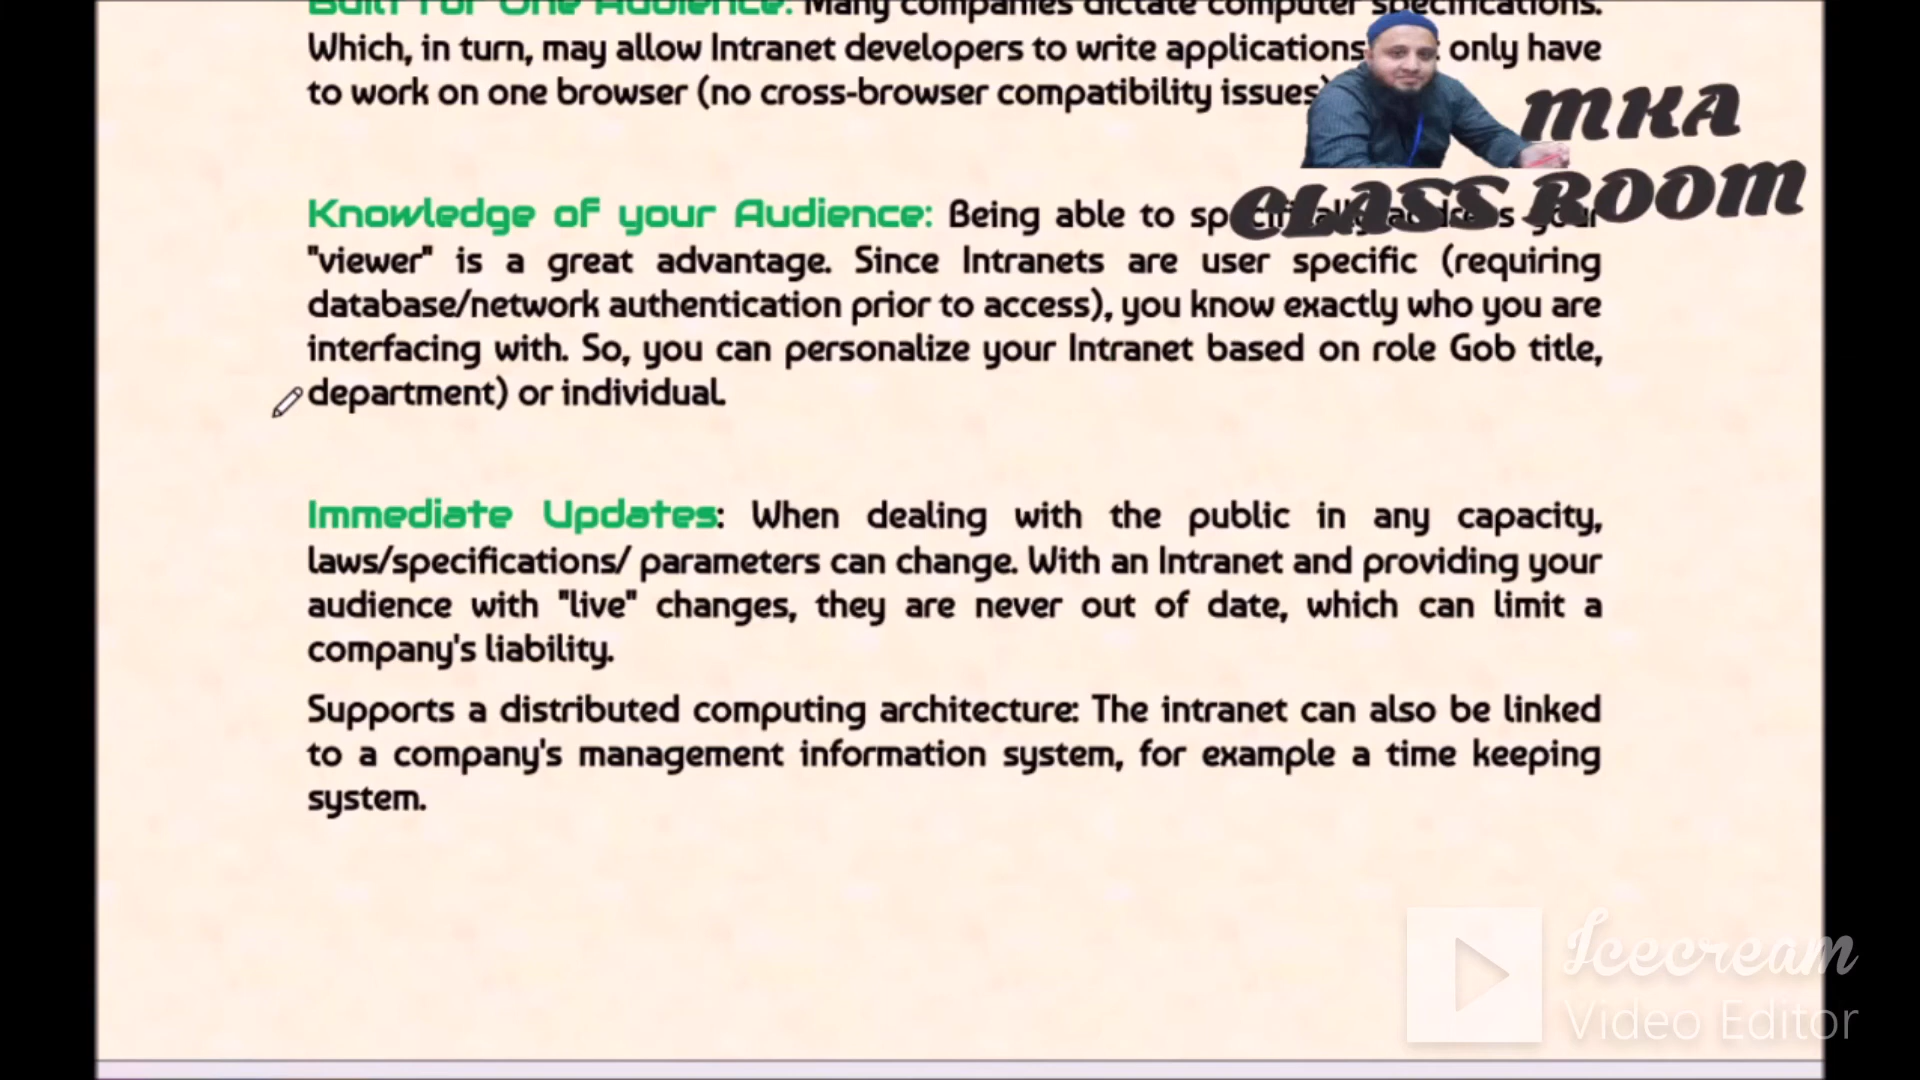 Built For One Audience: Many companies dictate computer specifications.
Which, in turn, may allow Intranet developers to write applications only have
to work on one browser (no cross-browser compatibility issues)
MKA
CLASS ROOM
Knowledge of your Audience: Being able to specifically address your
"viewer" is a great advantage. Since Intranets are user specific (requiring
database/network authentication prior to access), you know exactly who you are
interfacing with. So, you can personalize your Intranet based on role Gob title,
department) or individual.
Immediate Updates: When dealing with the public in any capacity,
laws/specifications/ parameters can change. With an Intranet and providing your
audience with "live" changes, they are never out of date, which can limit a
company's liability.
Supports a distributed computing architecture: The intranet can also be linked
to a company's management information system, for example a time keeping
system.
Icecream
Video Editor